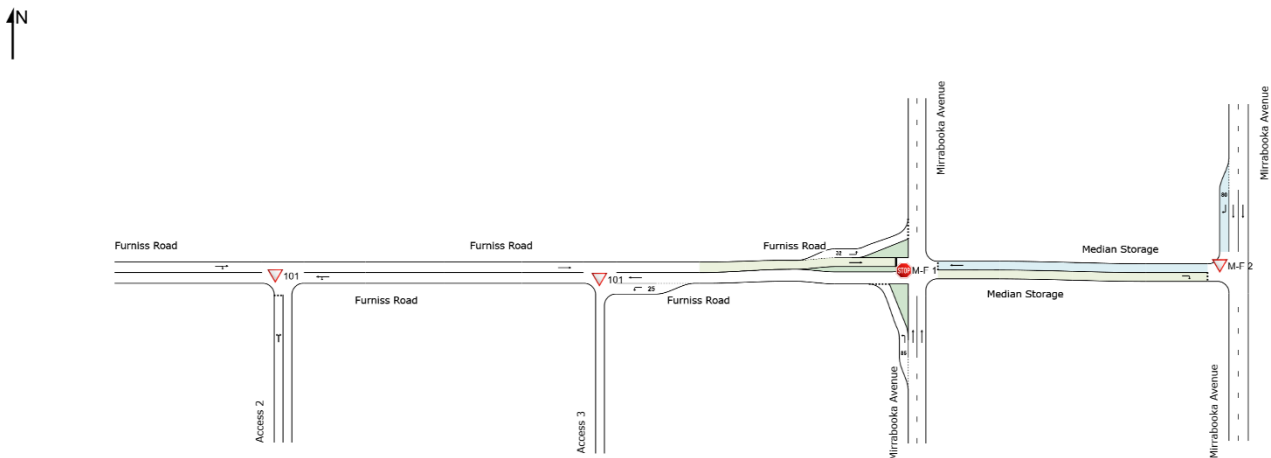 N
Mirrabooka Avenue
Mirrabooka Avenue
80
Furniss Road
Furniss Road
Furniss Road
Median Storage
22
101
101
STOP
M-F 1
M-F 2
25
Furniss Road
Furniss Road
Median Storage
88
Access 2
Access 3
Mirrabooka Avenue
Mirrabooka Avenue